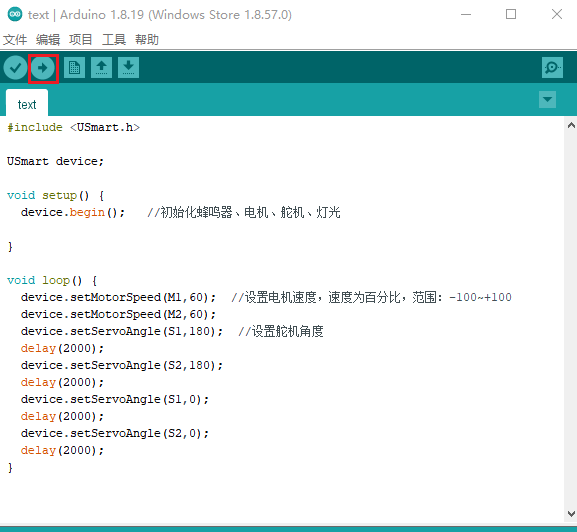 text | Arduino 1.8.19 (Windows Store 1.8.57.0)
文件 编辑 项目 工具 帮助
text
#include <USmart.h>
USmart device;
void setup() {
device.begin(); //初始化蜂鸣器、电机、舵机、灯光
}
void loop() {
device.setMotorSpeed(M1,60); //设置电机速度，速度为百分比，范围：-100~+100
device.setMotorSpeed(M2,60);
device.setServoAngle(S1,180); //设置舵机角度
delay(2000);
device.setServoAngle(S2,180);
delay(2000);
device.setServoAngle(S1,0);
delay(2000);
device.setServoAngle(S2,0);
delay(2000);
}